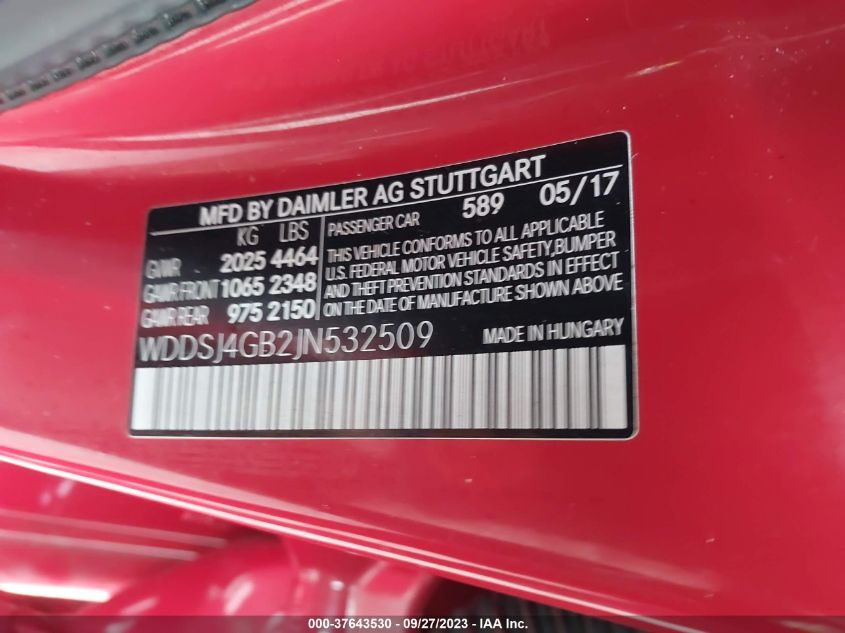 MFD BY DAIMLER AG STUTTGART
KG LBS
GVWR 2025 4464
GAWR FRONT 1065 2348
GAWR REAR 975 2150
PASSENGER CAR 589 05/17
THIS VEHICLE CONFORMS TO ALL APPLICABLE
U.S. FEDERAL MOTOR VEHICLE SAFETY, BUMPER
AND THEFT PREVENTION STANDARDS IN EFFECT
ON THE DATE OF MANUFACTURE SHOWN ABOVE
WDDSJ4GB2JN532509
MADE IN HUNGARY
000-37643530 - 09/27/2023 - IAA Inc.